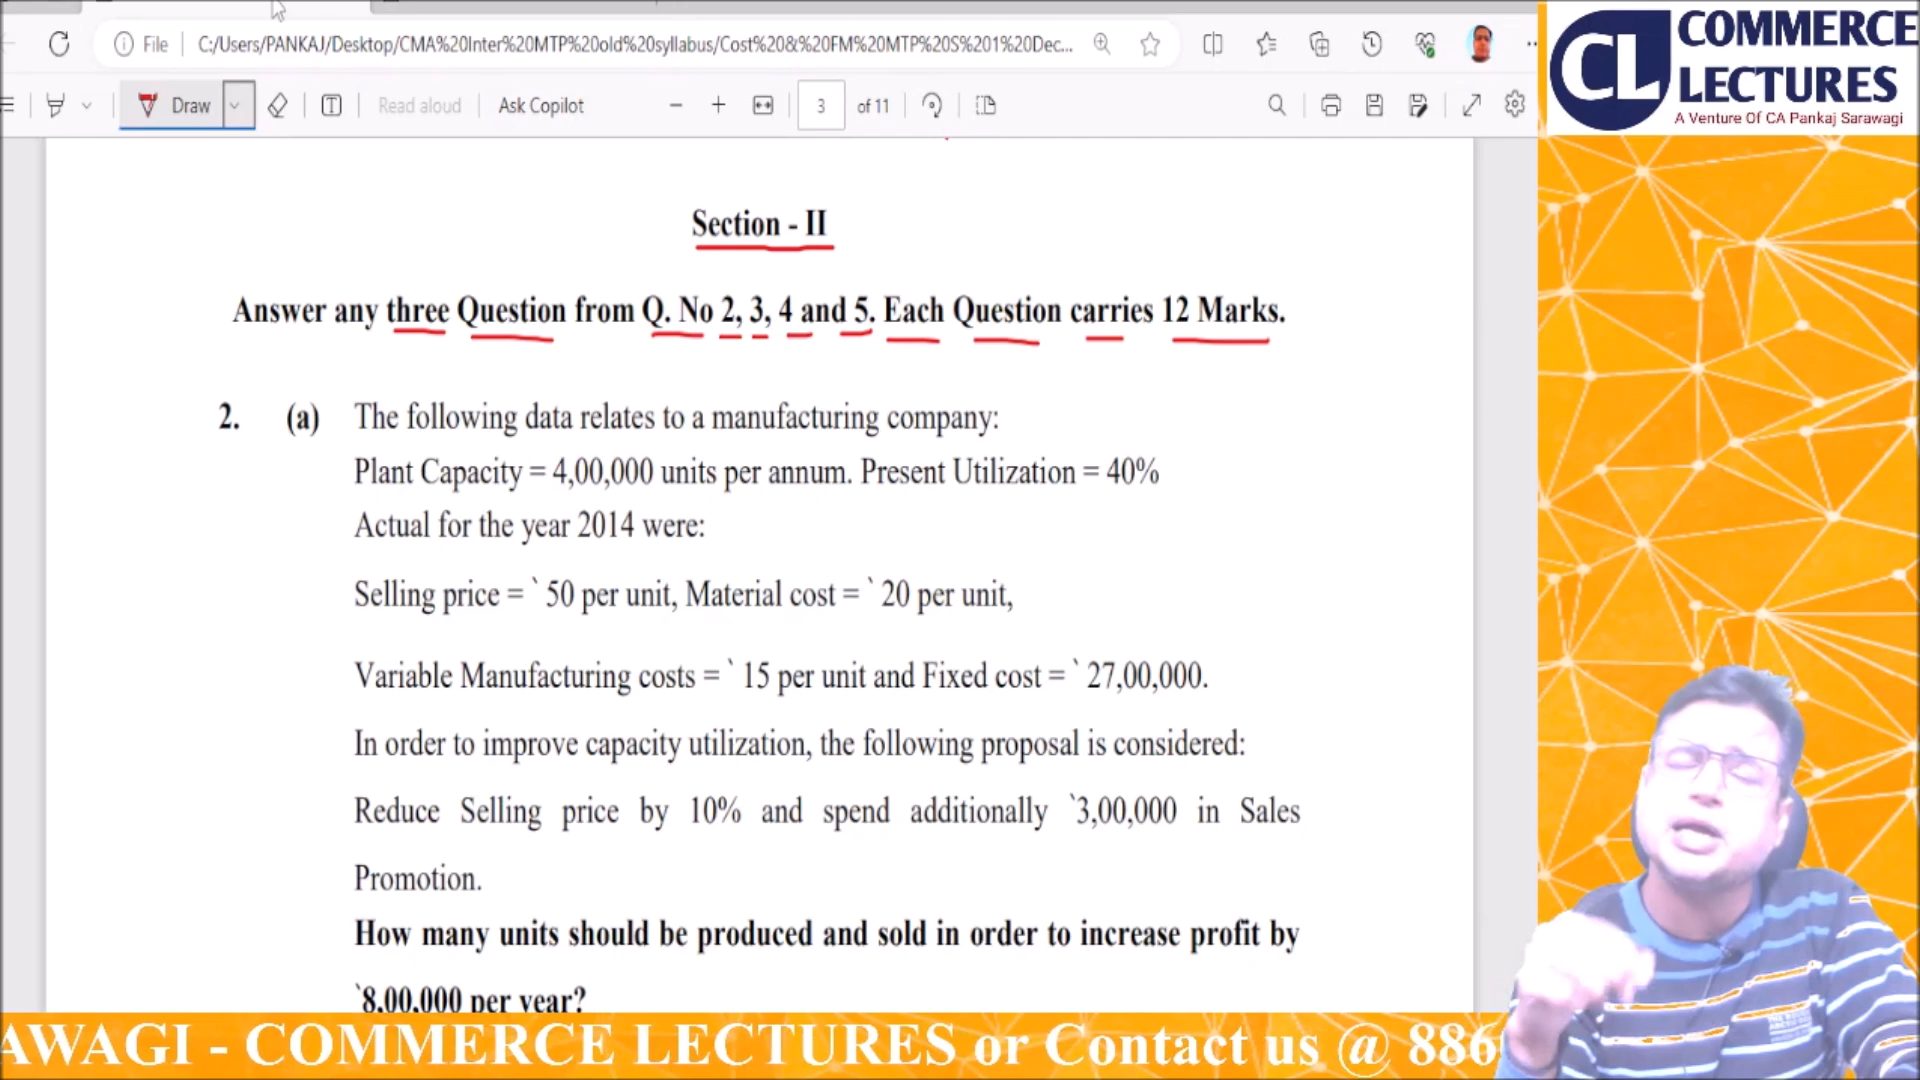 File
C:/Users/PANKAJ/Desktop/CMA%20Inter%20MTP%20old%20syllabus/Cost%20&%20FM%20MTP%20S%201%20Dec...
Draw
Read aloud
Ask Copilot
3
of 11
CL
COMMERCE
LECTURES
A Venture Of CA Pankaj Sarawagi
Section - II
Answer any three Question from Q. No 2, 3, 4 and 5. Each Question carries 12 Marks.
2. (a) The following data relates to a manufacturing company:
Plant Capacity = 4,00,000 units per annum. Present Utilization = 40%
Actual for the year 2014 were:
Selling price = ` 50 per unit, Material cost = ` 20 per unit,
Variable Manufacturing costs = ` 15 per unit and Fixed cost = ` 27,00,000.
In order to improve capacity utilization, the following proposal is considered:
Reduce Selling price by 10% and spend additionally `3,00,000 in Sales
Promotion.
How many units should be produced and sold in order to increase profit by
`8,00,000 per year?
AWAGI - COMMERCE LECTURES or Contact us @ 886